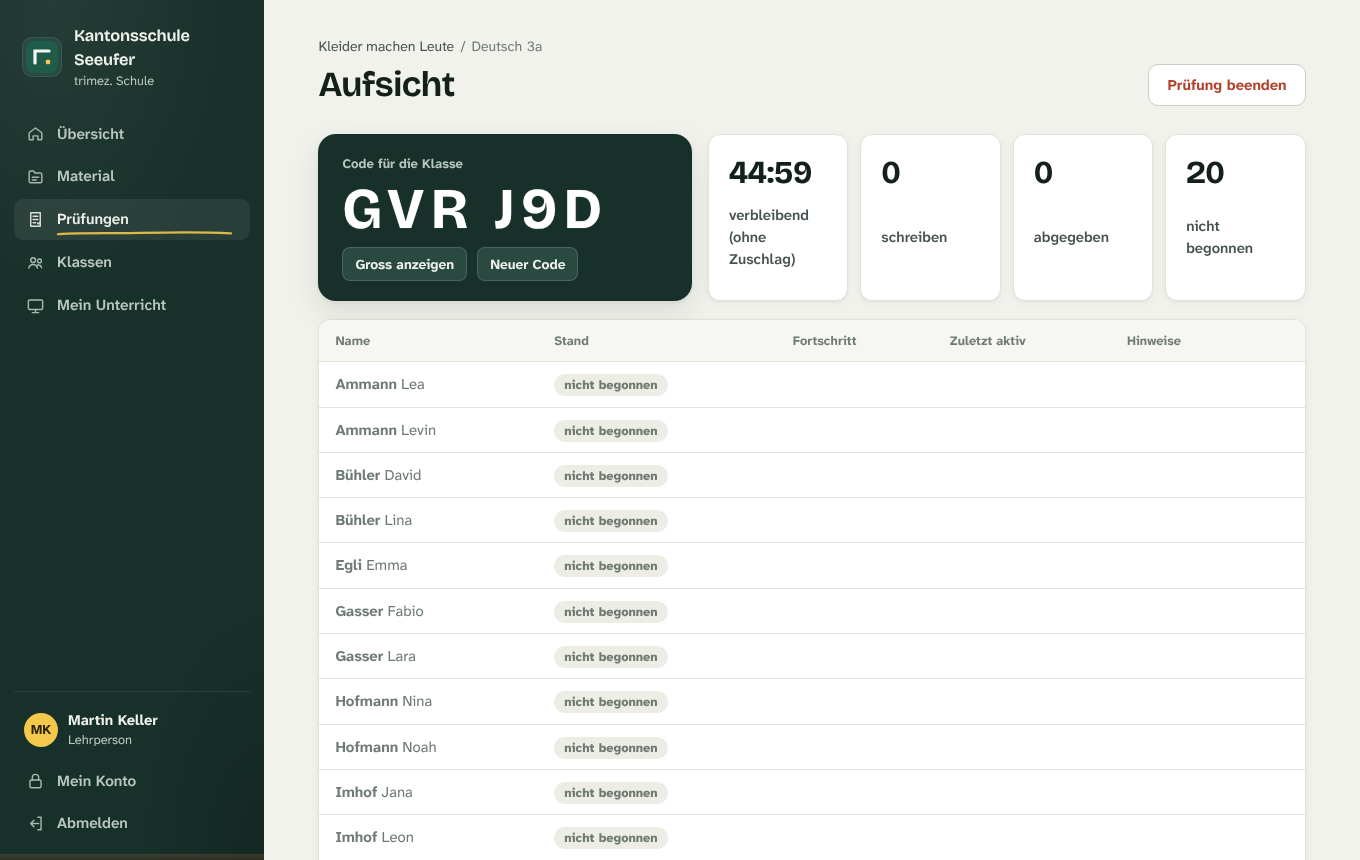 Kantonsschule
Seeufer
trimez. Schule
Übersicht
Material
Prüfungen
Klassen
Mein Unterricht
MK
Martin Keller
Lehrperson
Mein Konto
Abmelden
Kleider machen Leute / Deutsch 3a
Aufsicht
Prüfung beenden
Code für die Klasse
GVR J9D
Gross anzeigen
Neuer Code
44:59
verbleibend
(ohne
Zuschlag)
0
schreiben
0
abgegeben
20
nicht
begonnen
Name Stand Fortschritt Zuletzt aktiv Hinweise
Ammann Lea nicht begonnen
Ammann Levin nicht begonnen
Bühler David nicht begonnen
Bühler Lina nicht begonnen
Egli Emma nicht begonnen
Gasser Fabio nicht begonnen
Gasser Lara nicht begonnen
Hofmann Nina nicht begonnen
Hofmann Noah nicht begonnen
Imhof Jana nicht begonnen
Imhof Leon nicht begonnen